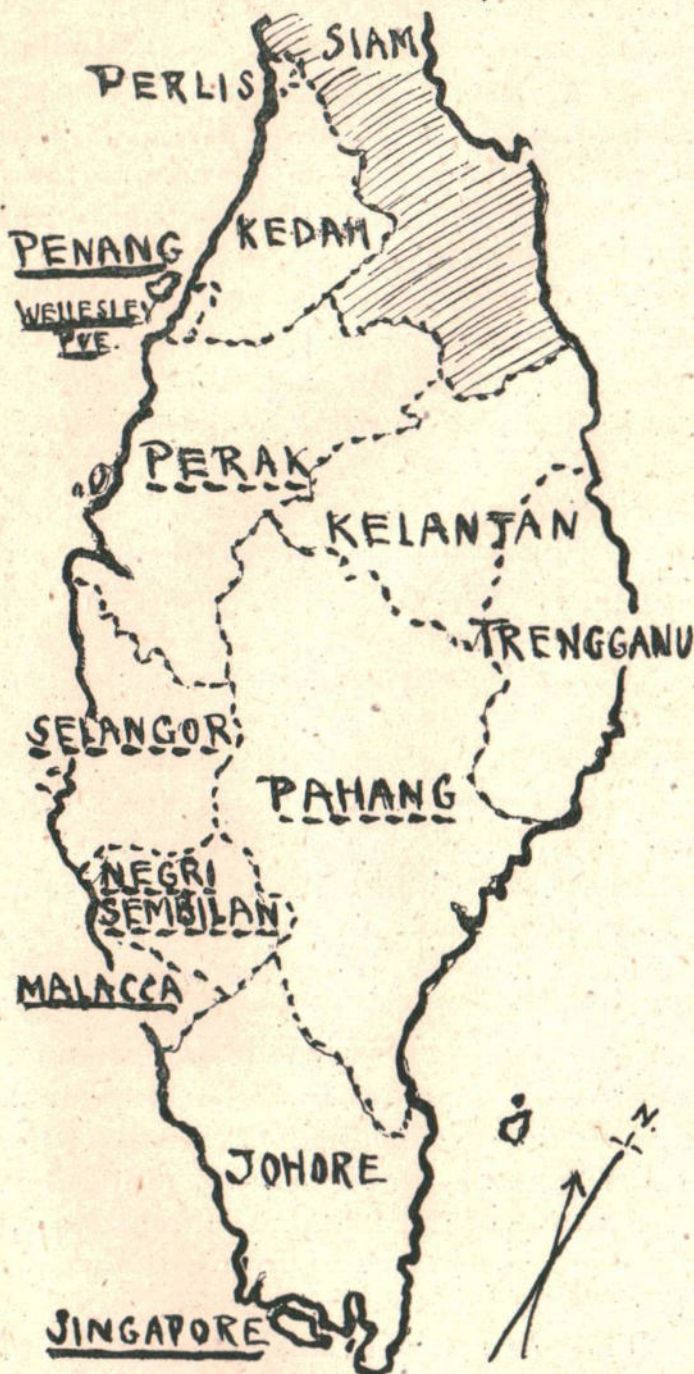 SIAM
PERLIS
KEDAH
PENANG
WELLESLEY
PVE.
PERAK
KELANTAN
TRENGGANU
SELANGOR
PAHANG
NEGRI
SEMBILAN
MALACCA
N.
JOHORE
SINGAPORE